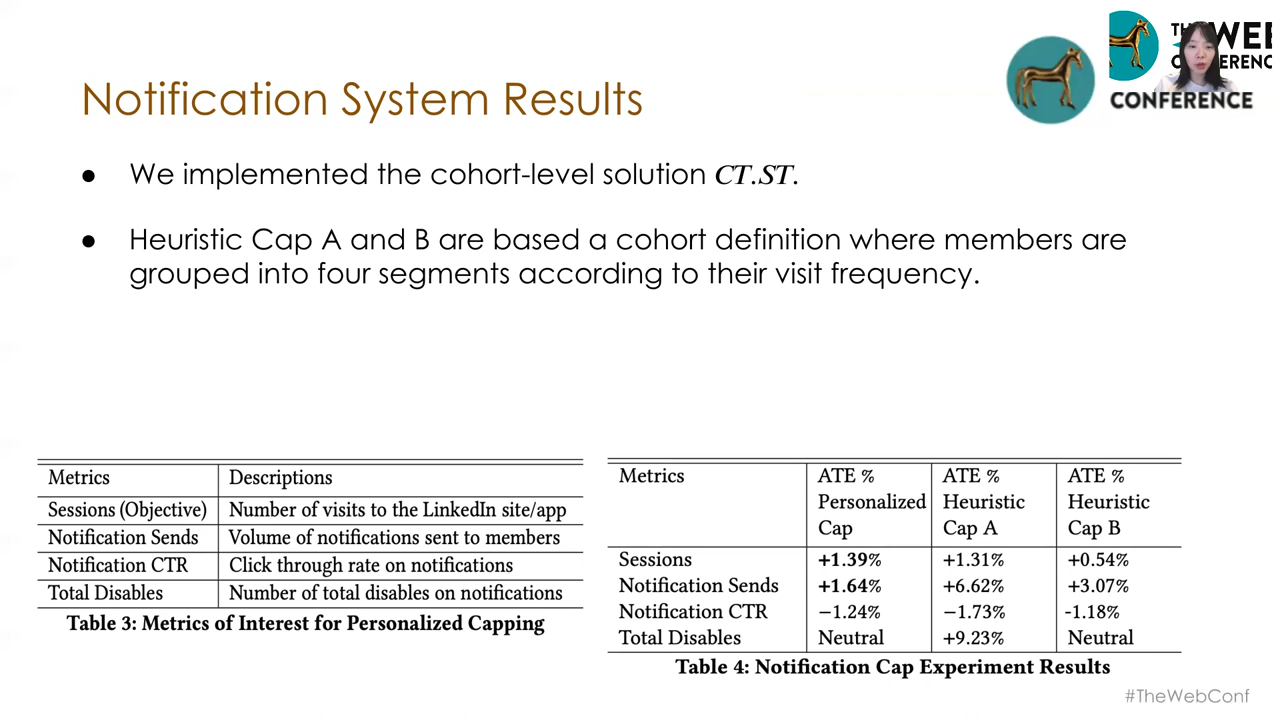 THE WEB
CONFERENCE
CONFERENCE
Notification System Results
● We implemented the cohort-level solution CT.ST.
● Heuristic Cap A and B are based a cohort definition where members are
grouped into four segments according to their visit frequency.
Metrics Descriptions
Sessions (Objective) Number of visits to the LinkedIn site/app
Notification Sends Volume of notifications sent to members
Notification CTR Click through rate on notifications
Total Disables Number of total disables on notifications
Table 3: Metrics of Interest for Personalized Capping
Metrics ATE % ATE % ATE %
Personalized Heuristic Heuristic
Cap Cap A Cap B
Sessions +1.39% +1.31% +0.54%
Notification Sends +1.64% +6.62% +3.07%
Notification CTR −1.24% −1.73% -1.18%
Total Disables Neutral +9.23% Neutral
Table 4: Notification Cap Experiment Results
#TheWebConf